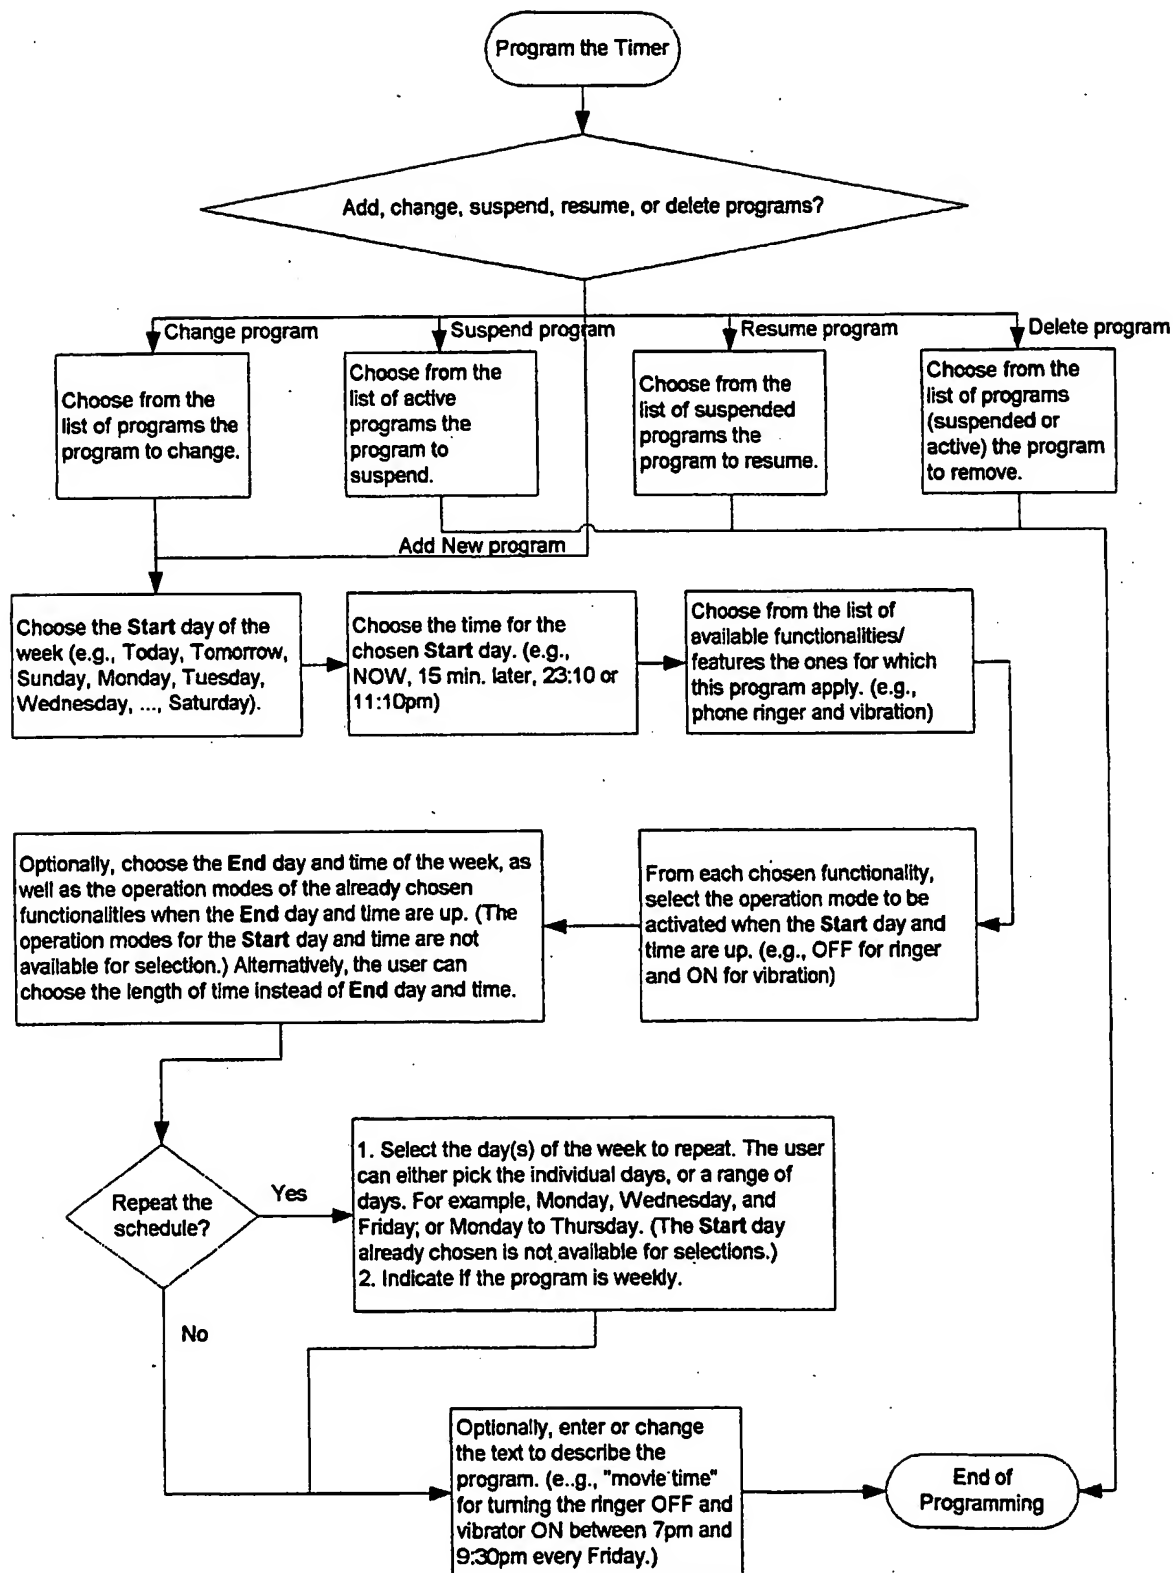 Program the Timer
Add, change, suspend, resume, or delete programs?
Change program
Suspend program
Resume program
Delete program
Choose from the
list of programs the
program to change.
Choose from the
list of active
programs the
program to
suspend.
Choose from the
list of suspended
programs the
program to resume.
Choose from the
list of programs
(suspended or
active) the program
to remove.
Add New program
Choose the Start day of the
week (e.g., Today, Tomorrow,
Sunday, Monday, Tuesday,
Wednesday, ..., Saturday).
Choose the time for the
chosen Start day. (e.g.,
NOW, 15 min. later, 23:10 or
11:10pm)
Choose from the list of
available functionalities/
features the ones for which
this program apply. (e.g.,
phone ringer and vibration)
Optionally, choose the End day and time of the week, as
well as the operation modes of the already chosen
functionalities when the End day and time are up. (The
operation modes for the Start day and time are not
available for selection.) Alternatively, the user can
choose the length of time instead of End day and time.
From each chosen functionality,
select the operation mode to be
activated when the Start day and
time are up. (e.g., OFF for ringer
and ON for vibration)
Repeat the
schedule?
Yes
No
1. Select the day(s) of the week to repeat. The user
can either pick the individual days, or a range of
days. For example, Monday, Wednesday, and
Friday; or Monday to Thursday. (The Start day
already chosen is not available for selections.)
2. Indicate if the program is weekly.
Optionally, enter or change
the text to describe the
program. (e..g., "movie time"
for turning the ringer OFF and
vibrator ON between 7pm and
9:30pm every Friday.)
End of
Programming